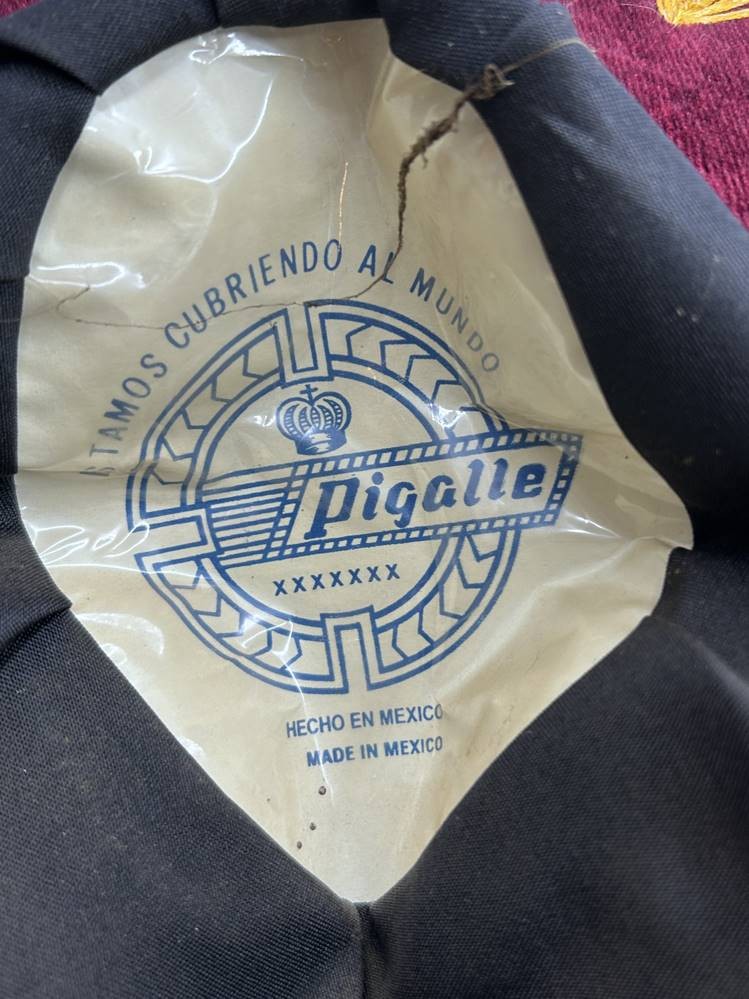 ESTAMOS CUBRIENDO AL MUNDO
Pigalle
XXXXXXX
HECHO EN MEXICO
MADE IN MEXICO